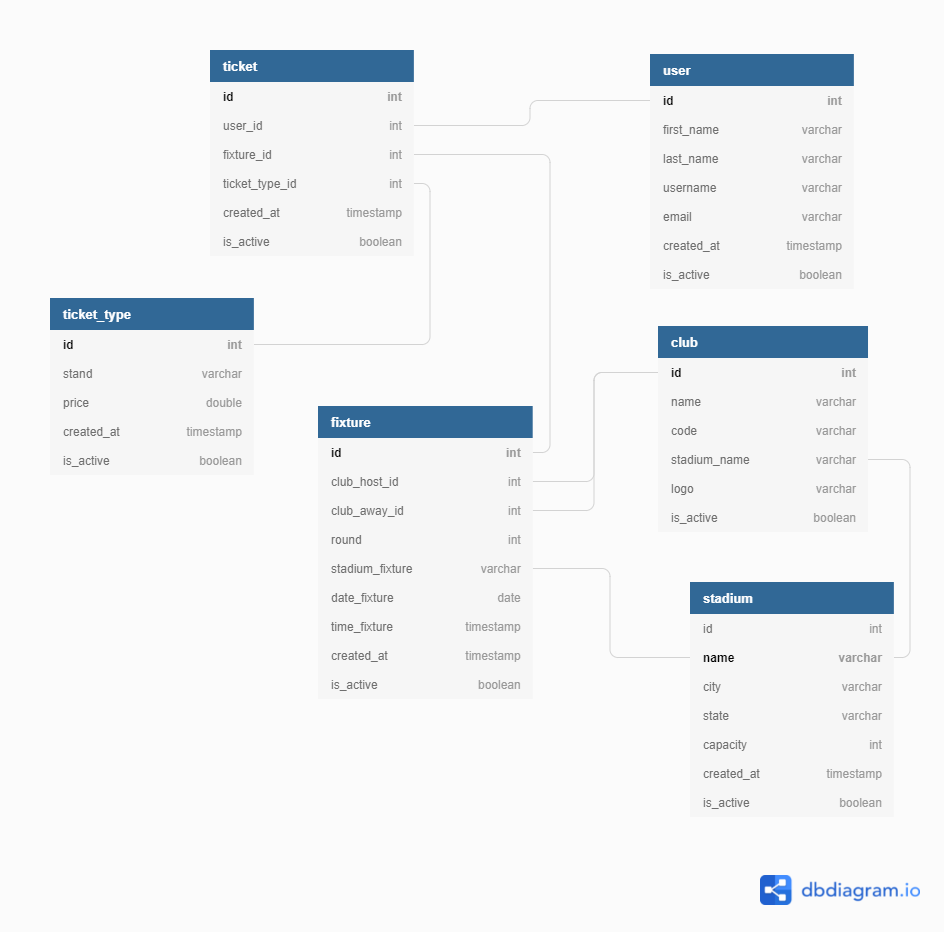 ticket
id int
user_id int
fixture_id int
ticket_type_id int
created_at timestamp
is_active boolean
user
id int
first_name varchar
last_name varchar
username varchar
email varchar
created_at timestamp
is_active boolean
ticket_type
id int
stand varchar
price double
created_at timestamp
is_active boolean
club
id int
name varchar
code varchar
stadium_name varchar
logo varchar
is_active boolean
fixture
id int
club_host_id int
club_away_id int
round int
stadium_fixture varchar
date_fixture date
time_fixture timestamp
created_at timestamp
is_active boolean
stadium
id int
name varchar
city varchar
state varchar
capacity int
created_at timestamp
is_active boolean
dbdiagram.io